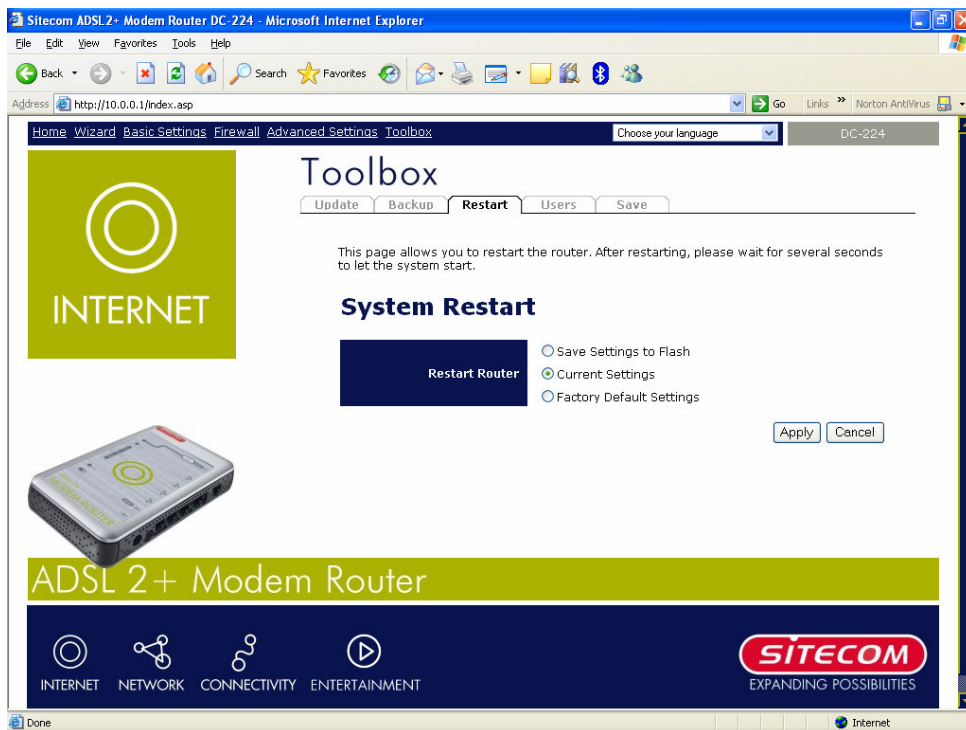 Sitecom ADSL2+ Modem Router DC-224 - Microsoft Internet Explorer
File Edit View Favorites Tools Help
Back Search Favorites
Address http://10.0.0.1/index.asp Go Links » Norton AntiVirus
Home Wizard Basic Settings Firewall Advanced Settings Toolbox Choose your language DC-224
Toolbox
Update Backup Restart Users Save
This page allows you to restart the router. After restarting, please wait for several seconds
to let the system start.
INTERNET
System Restart
Restart Router
Save Settings to Flash
Current Settings
Factory Default Settings
Apply Cancel
MODEM ROUTER
ADSL 2+ Modem Router
INTERNET NETWORK CONNECTIVITY ENTERTAINMENT
SITECOM
EXPANDING POSSIBILITIES
Done Internet